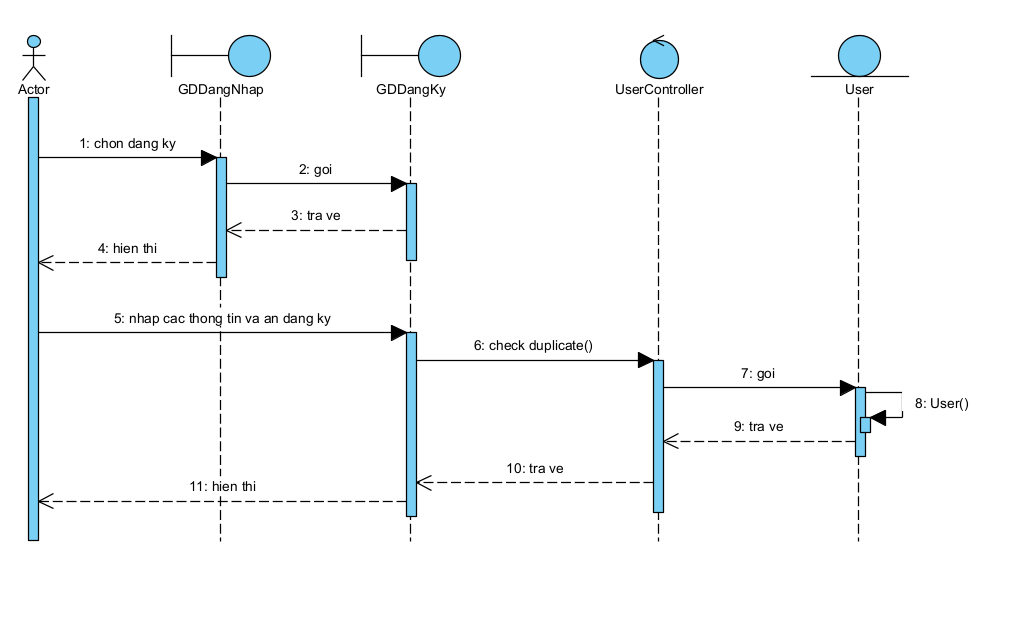 Actor
GDDangNhap
GDDangKy
UserController
User
1: chon dang ky
2: goi
3: tra ve
4: hien thi
5: nhap cac thong tin va an dang ky
6: check duplicate()
7: goi
8: User()
9: tra ve
10: tra ve
11: hien thi